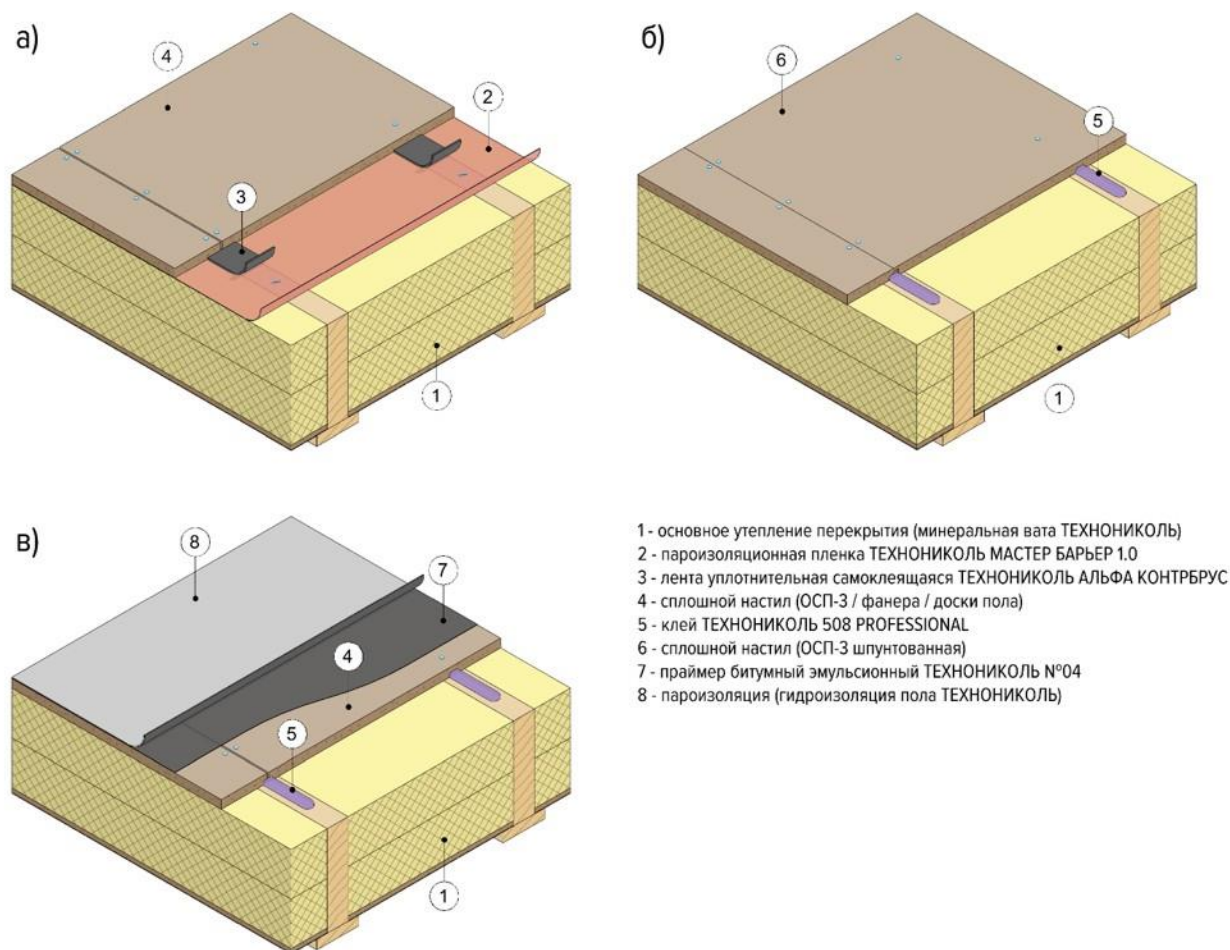 а)
4
2
3
1
б)
6
5
1
в)
8
7
4
5
1
1 - основное утепление перекрытия (минеральная вата ТЕХНОНИКОЛЬ)
2 - пароизоляционная пленка ТЕХНОНИКОЛЬ МАСТЕР БАРЬЕР 1.0
3 - лента уплотнительная самоклеящаяся ТЕХНОНИКОЛЬ АЛЬФА КОНТРБРУС
4 - сплошной настил (ОСП-3 / фанера / доски пола)
5 - клей ТЕХНОНИКОЛЬ 508 PROFESSIONAL
6 - сплошной настил (ОСП-3 шпунтованная)
7 - праймер битумный эмульсионный ТЕХНОНИКОЛЬ №04
8 - пароизоляция (гидроизоляция пола ТЕХНОНИКОЛЬ)